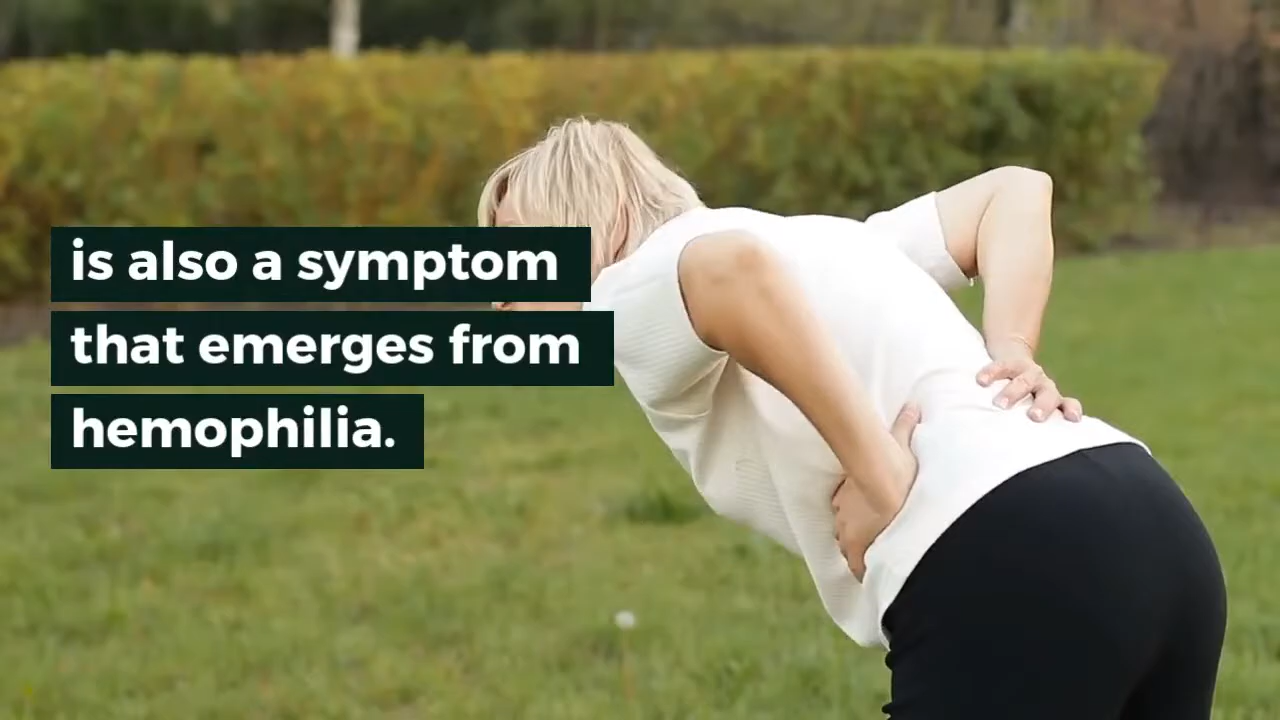 is also a symptom
that emerges from
hemophilia.